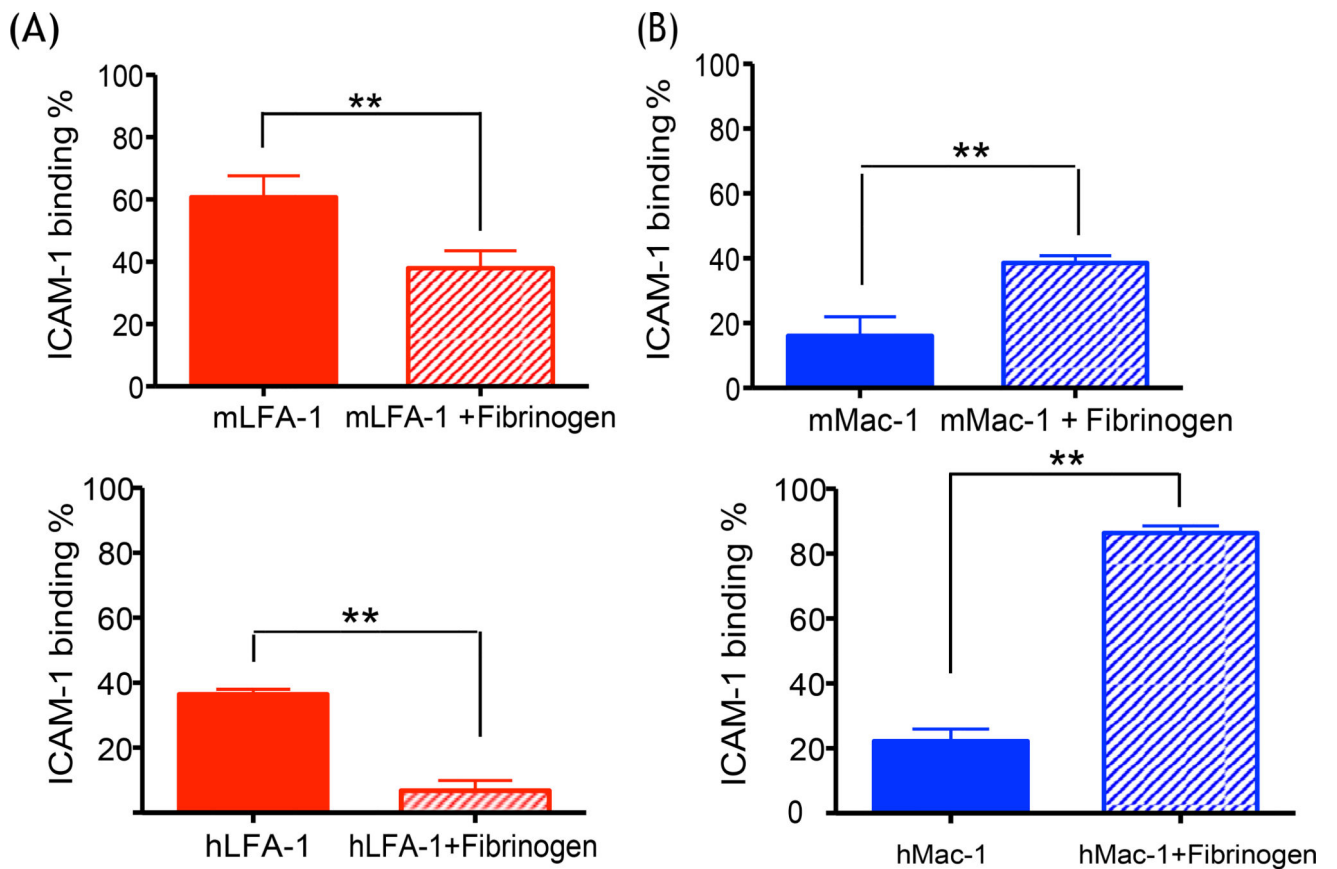 (A)
ICAM-1 binding %
100
80
60
40
20
0
**
mLFA-1
mLFA-1 +Fibrinogen
ICAM-1 binding %
100
80
60
40
20
**
hLFA-1
hLFA-1+Fibrinogen
(B)
ICAM-1 binding %
100
80
60
40
20
0
**
mMac-1
mMac-1 + Fibrinogen
ICAM-1 binding %
100
80
60
40
20
0
**
hMac-1
hMac-1+Fibrinogen